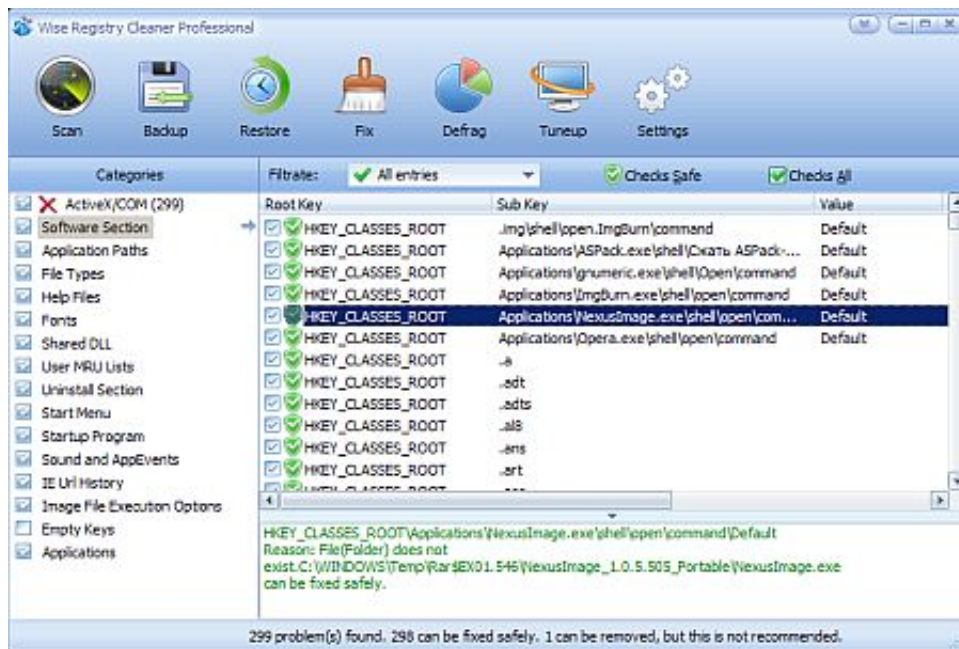 Wise Registry Cleaner Professional
Scan Backup Restore Fix Defrag Tuneup Settings
Categories
Filtrate: All entries Checks Safe Checks All
ActiveX/COM (299)
Software Section
Application Paths
File Types
Help Files
Fonts
Shared DLL
User MRU Lists
Uninstall Section
Start Menu
Startup Program
Sound and AppEvents
IE Url History
Image File Execution Options
Empty Keys
Applications
Root Key Sub Key Value
HKEY_CLASSES_ROOT .img\shell\open.ImgBurn\command Default
HKEY_CLASSES_ROOT Applications\ASPack.exe\shell\Сжать ASPack-... Default
HKEY_CLASSES_ROOT Applications\gnumeric.exe\shell\Open\command Default
HKEY_CLASSES_ROOT Applications\ImgBurn.exe\shell\open\command Default
HKEY_CLASSES_ROOT Applications\NexusImage.exe\shell\open\com... Default
HKEY_CLASSES_ROOT Applications\Opera.exe\shell\open\command Default
HKEY_CLASSES_ROOT .a
HKEY_CLASSES_ROOT .adt
HKEY_CLASSES_ROOT .adts
HKEY_CLASSES_ROOT
HKEY_CLASSES_ROOT .ans
HKEY_CLASSES_ROOT .art
HKEY_CLASSES_ROOT
HKEY_CLASSES_ROOT\Applications\NexusImage.exe\shell\open\command\Default
Reason: File(Folder) does not
exist.C:\WINDOWS\Temp\Rar$EX01.546\NexusImage_1.0.5.505_Portable\NexusImage.exe
can be fixed safely.
299 problem(s) found. 298 can be fixed safely. 1 can be removed, but this is not recommended.